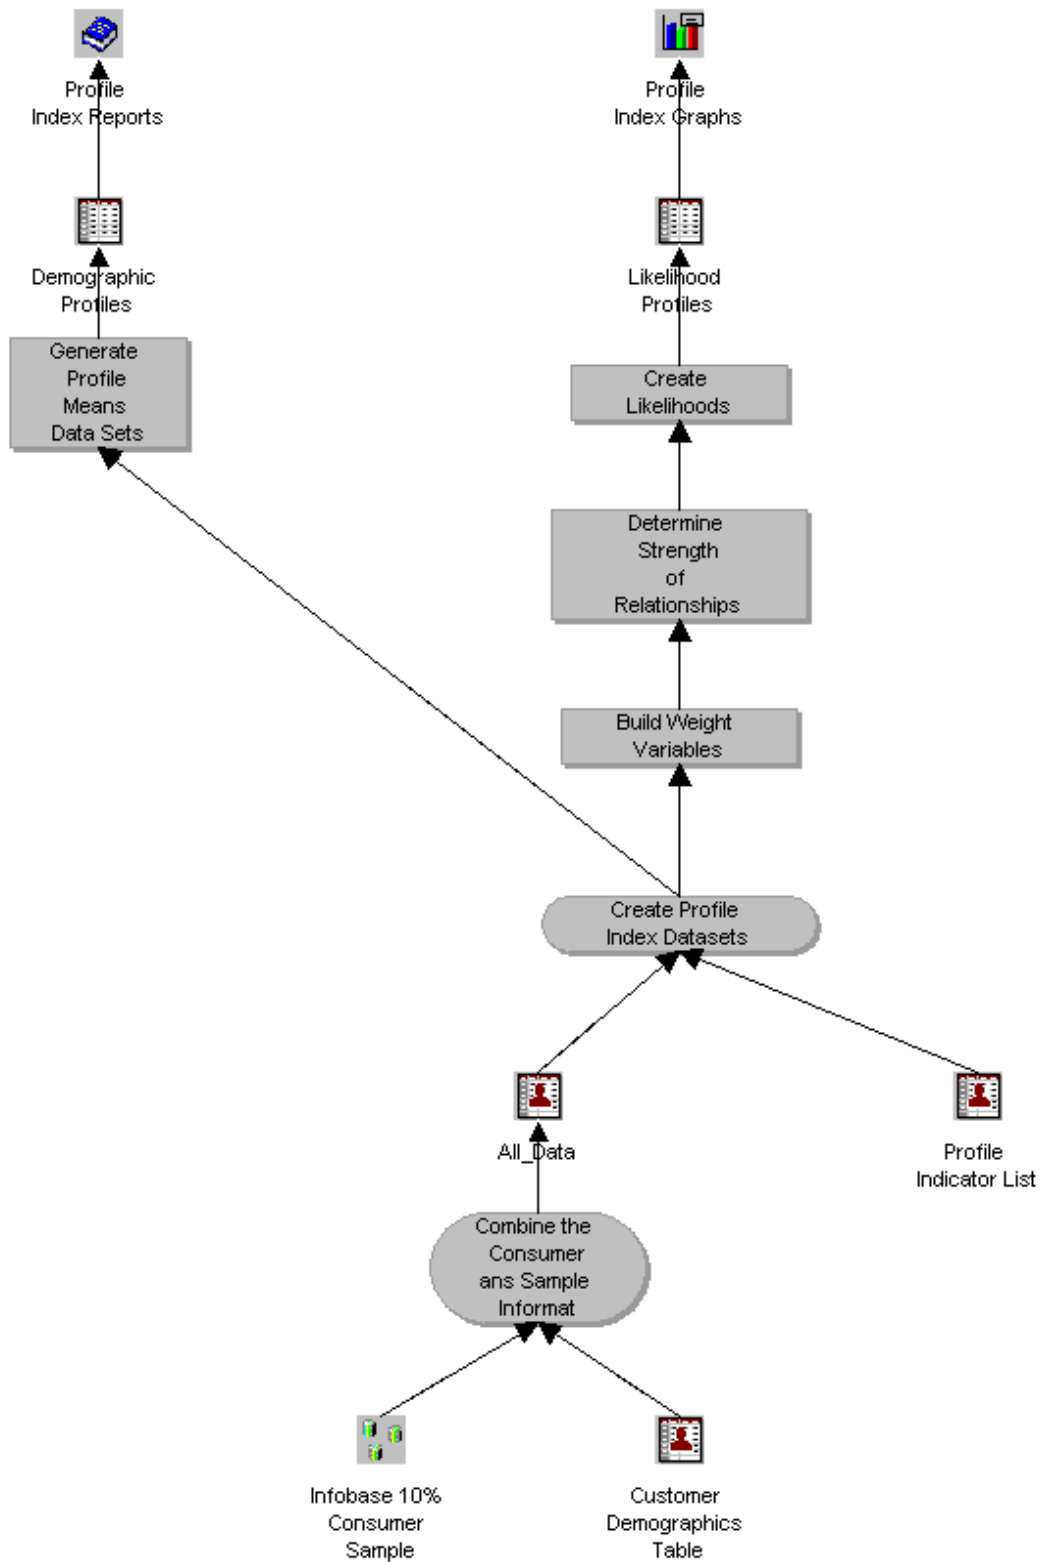 Profile
Index Reports
Profile
Index Graphs
Demographic
Profiles
Likelihood
Profiles
Generate
Profile
Means
Data Sets
Create
Likelihoods
Determine
Strength
of
Relationships
Build Weight
Variables
Create Profile
Index Datasets
All_Data
Profile
Indicator List
Combine the
Consumer
ans Sample
Informat
Infobase 10%
Consumer
Sample
Customer
Demographics
Table